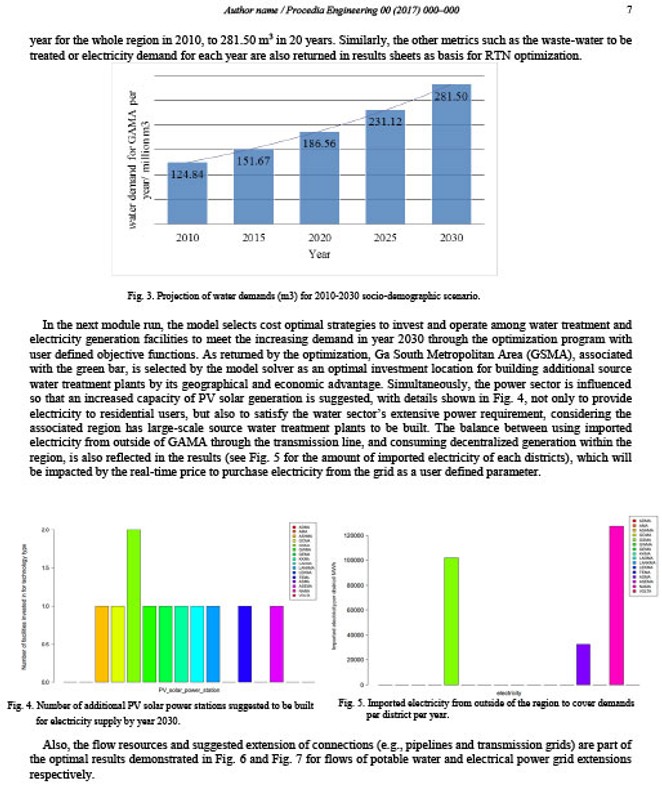 Author name / Procedia Engineering 00 (2017) 000–000
7
year for the whole region in 2010, to 281.50 m³ in 20 years. Similarly, the other metrics such as the waste-water to be
treated or electricity demand for each year are also returned in results sheets as basis for RTN optimization.
water demand for GAMA per
year/ million m3
124.84
151.67
186.56
231.12
281.50
2010 2015 2020 2025 2030
Year
Fig. 3. Projection of water demands (m3) for 2010-2030 socio-demographic scenario.
In the next module run, the model selects cost optimal strategies to invest and operate among water treatment and
electricity generation facilities to meet the increasing demand in year 2030 through the optimization program with
user defined objective functions. As returned by the optimization, Ga South Metropolitan Area (GSMA), associated
with the green bar, is selected by the model solver as an optimal investment location for building additional source
water treatment plants by its geographical and economic advantage. Simultaneously, the power sector is influenced
so that an increased capacity of PV solar generation is suggested, with details shown in Fig. 4, not only to provide
electricity to residential users, but also to satisfy the water sector's extensive power requirement, considering the
associated region has large-scale source water treatment plants to be built. The balance between using imported
electricity from outside of GAMA through the transmission line, and consuming decentralized generation within the
region, is also reflected in the results (see Fig. 5 for the amount of imported electricity of each districts), which will
be impacted by the real-time price to purchase electricity from the grid as a user defined parameter.
Number of facilities invested in for technology type
2.0
1.5
1.0
0.5
0.0
PV_solar_power_station
120000
100000
80000
60000
40000
20000
0
electricity
Fig. 4. Number of additional PV solar power stations suggested to be built
for electricity supply by year 2030.
Fig. 5. Imported electricity from outside of the region to cover demands
per district per year.
Also, the flow resources and suggested extension of connections (e.g., pipelines and transmission grids) are part of
the optimal results demonstrated in Fig. 6 and Fig. 7 for flows of potable water and electrical power grid extensions
respectively.